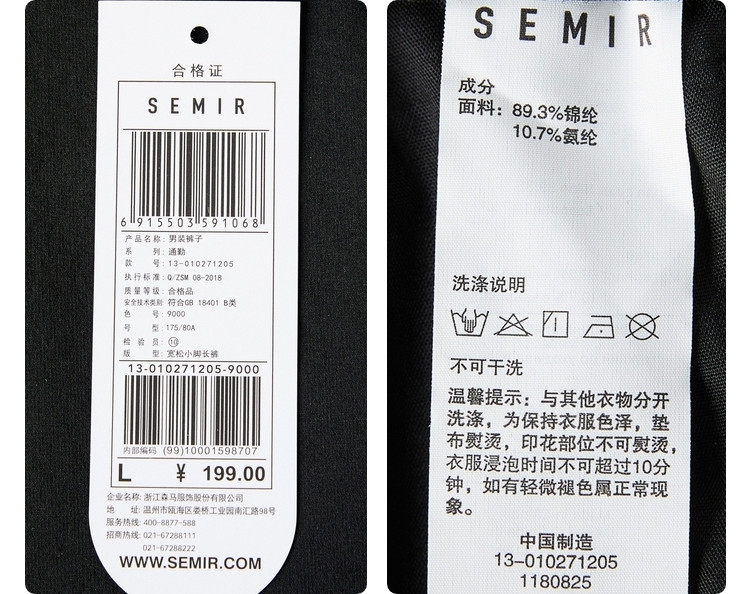 合格证
SEMIR
6 915503 591068
产品名称: 男装裤子
系 列: 通勤
款 号: 13-010271205
执行标准: Q/ZSM 08-2018
质量等级: 合格品
安全技术类别: 符合GB 18401 B类
色 号: 9000
号 型: 175/80A
检 验 员: ⑩
版 型: 宽松小脚长裤
13-010271205-9000
内部编码 (99)10001598707
L ¥ 199.00
企业名称: 浙江森马服饰股份有限公司
地 址: 温州市瓯海区娄桥工业园南汇路98号
服务热线: 400-8877-588
招商热线: 021-67288111
021-67288222
WWW.SEMIR.COM
SEMIR
成分
面料: 89.3%锦纶
10.7%氨纶
洗涤说明
不可干洗
温馨提示: 与其他衣物分开
洗涤，为保持衣服色泽，垫
布熨烫，印花部位不可熨烫，
衣服浸泡时间不可超过10分
钟，如有轻微褪色属正常现
象。
中国制造
13-010271205
1180825